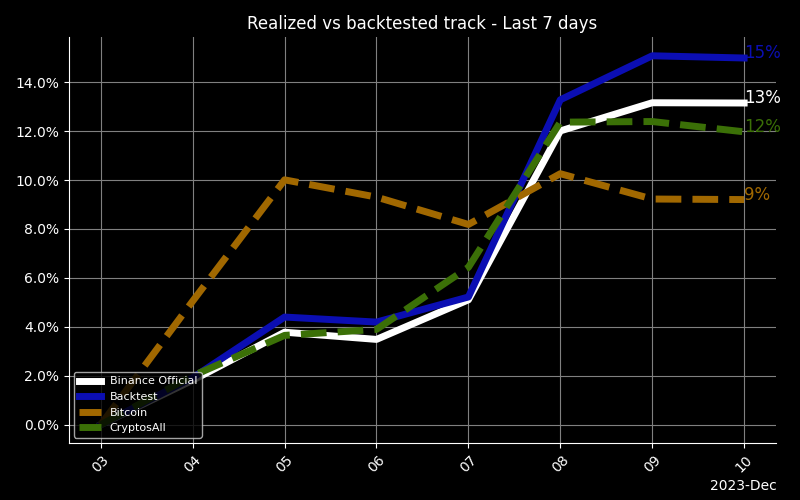 Realized vs backtested track - Last 7 days
15%
14.0%
13%
12.0%
12%
10.0%
9%
8.0%
6.0%
4.0%
2.0%
0.0%
Binance Official
Backtest
Bitcoin
CryptosAll
03 04 05 06 07 08 09 10
2023-Dec